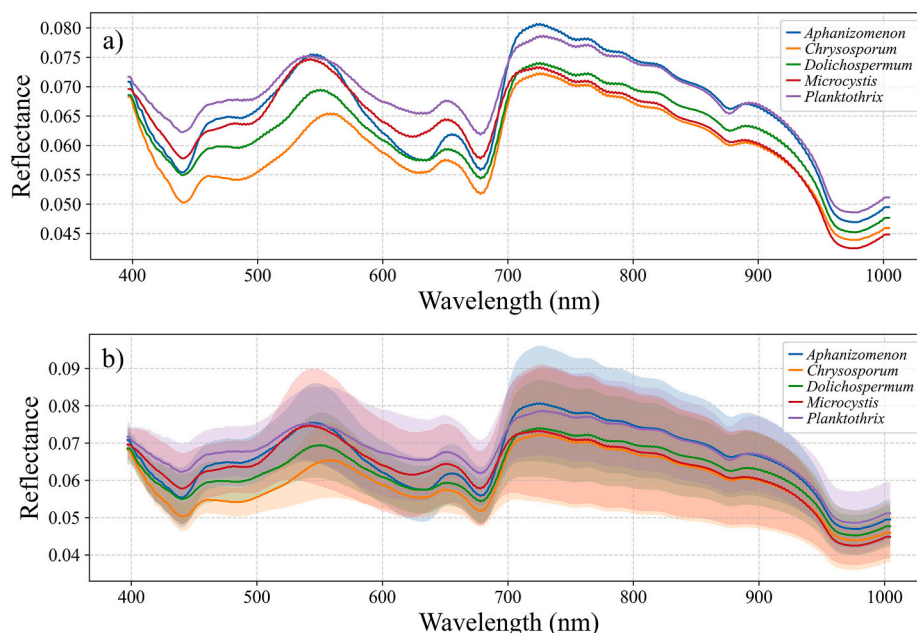 a)
0.080
0.075
0.070
0.065
0.060
0.055
0.050
0.045
Reflectance
Aphanizomenon
Chrysosporum
Dolichospermum
Microcystis
Planktothrix
400 500 600 700 800 900 1000
Wavelength (nm)
b)
0.09
0.08
0.07
0.06
0.05
0.04
Reflectance
Aphanizomenon
Chrysosporum
Dolichospermum
Microcystis
Planktothrix
400 500 600 700 800 900 1000
Wavelength (nm)